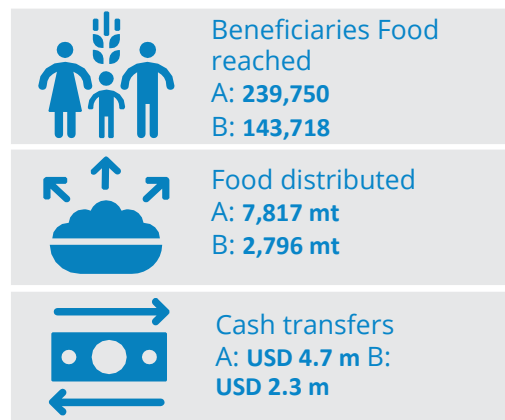 Beneficiaries Food
reached
A: 239,750
B: 143,718
Food distributed
A: 7,817 mt
B: 2,796 mt
Cash transfers
A: USD 4.7 m B:
USD 2.3 m